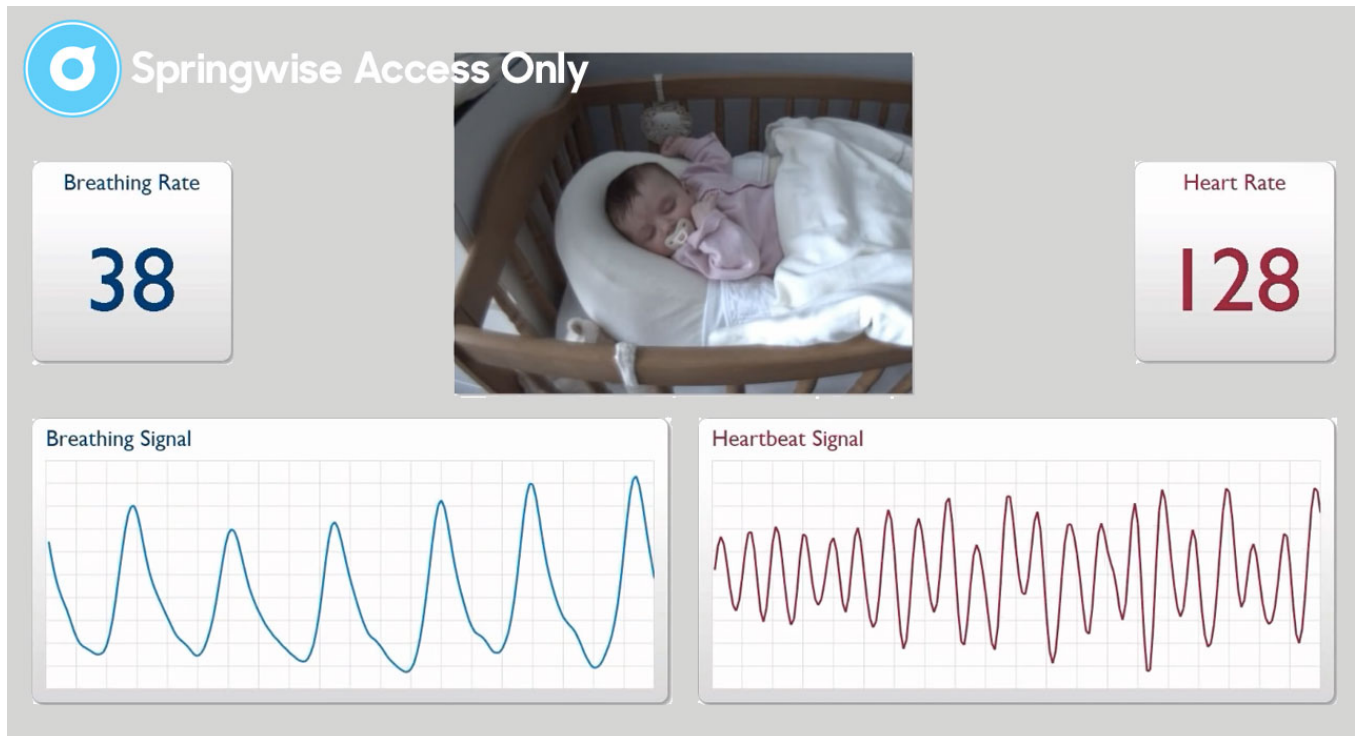 Springwise Access Only
Breathing Rate
38
Heart Rate
128
Breathing Signal
Heartbeat Signal